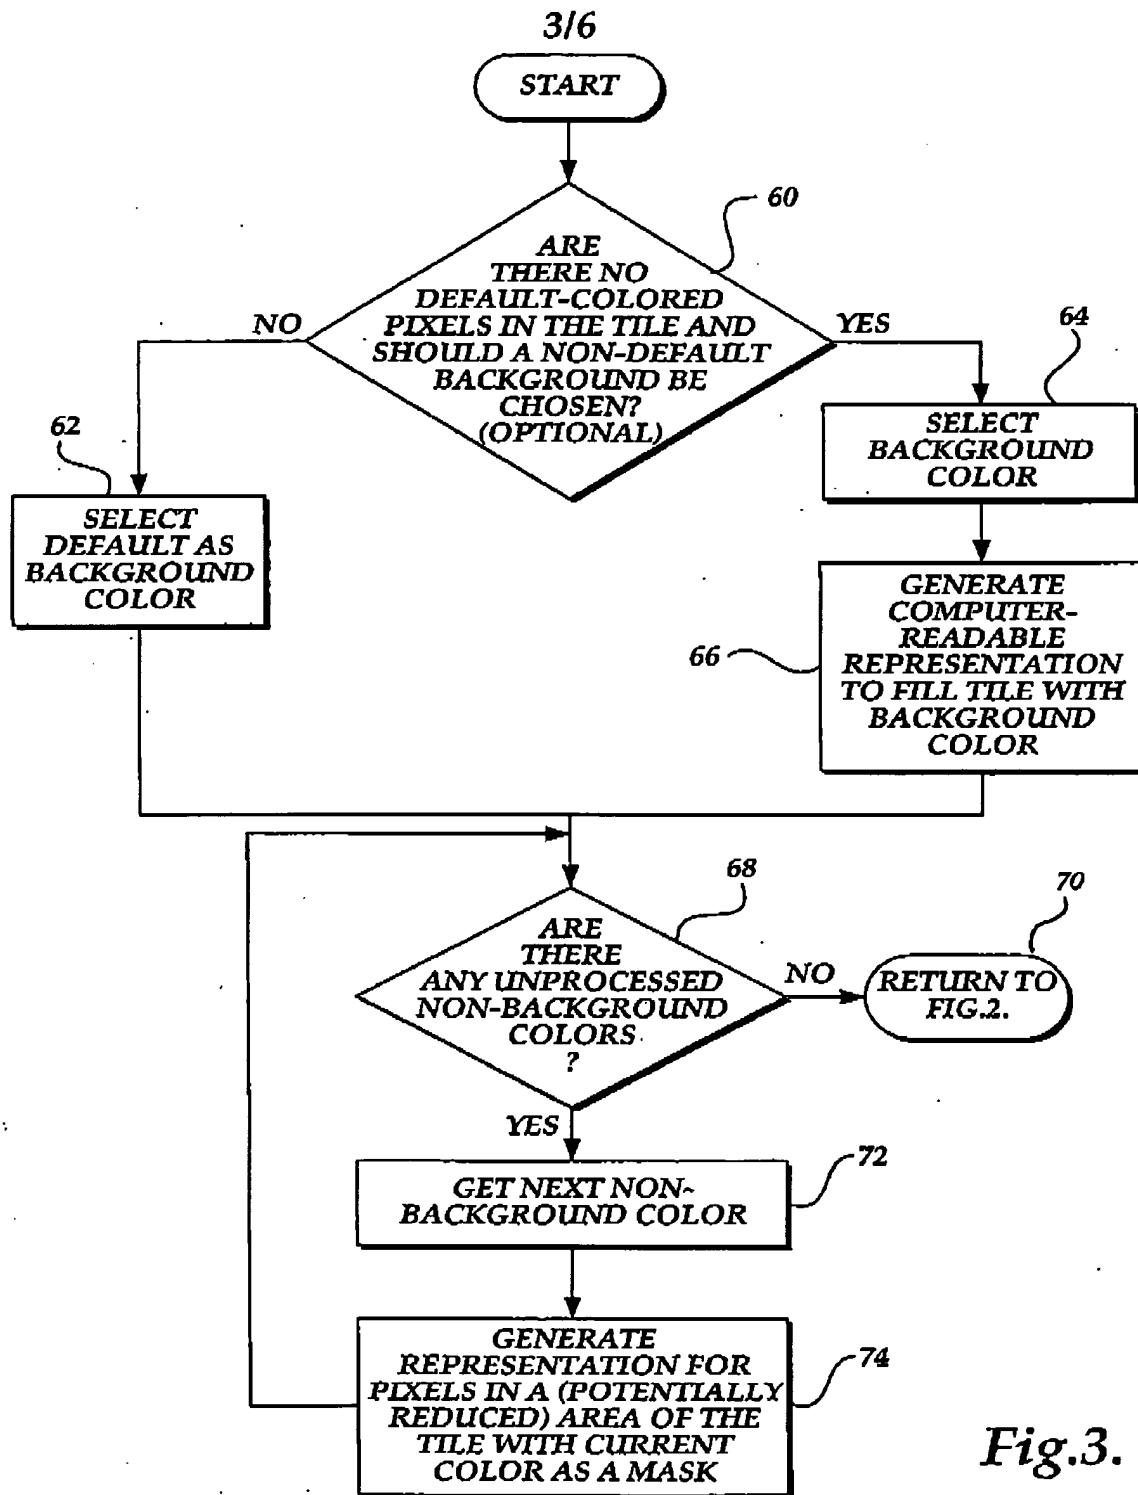 3/6
START
60
ARE
THERE NO
DEFAULT-COLORED
PIXELS IN THE TILE AND
SHOULD A NON-DEFAULT
BACKGROUND BE
CHOSEN?
(OPTIONAL)
NO
YES
62
SELECT
DEFAULT AS
BACKGROUND
COLOR
64
SELECT
BACKGROUND
COLOR
66
GENERATE
COMPUTER-
READABLE
REPRESENTATION
TO FILL TILE WITH
BACKGROUND
COLOR
68
ARE
THERE
ANY UNPROCESSED
NON-BACKGROUND
COLORS
?
NO
70
RETURN TO
FIG.2.
YES
72
GET NEXT NON-
BACKGROUND COLOR
74
GENERATE
REPRESENTATION FOR
PIXELS IN A (POTENTIALLY
REDUCED) AREA OF THE
TILE WITH CURRENT
COLOR AS A MASK
Fig.3.